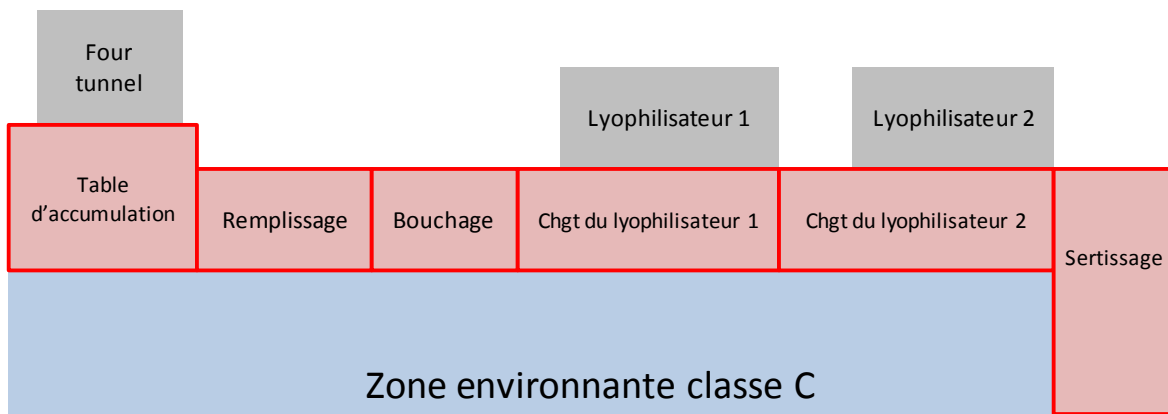 Four
tunnel
Lyophilisateur 1
Lyophilisateur 2
Table
d'accumulation
Remplissage
Bouchage
Chgt du lyophilisateur 1
Chgt du lyophilisateur 2
Sertissage
Zone environnante classe C